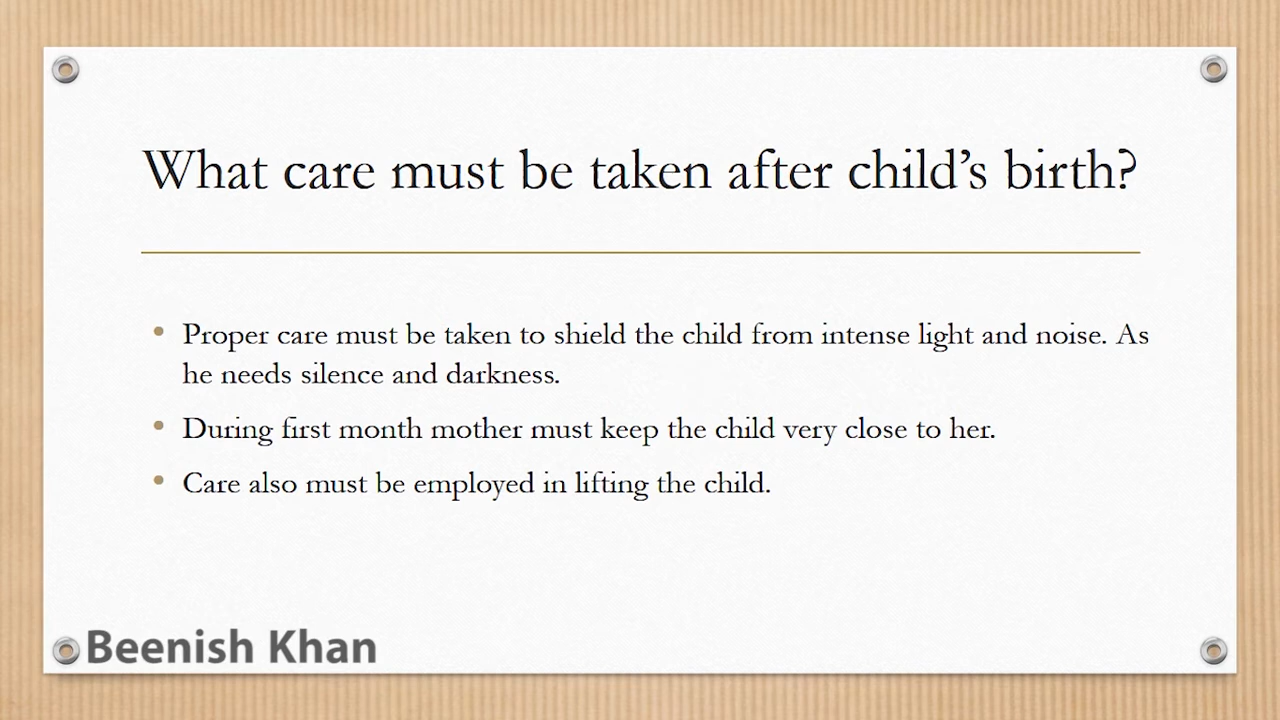 What care must be taken after child’s birth?
• Proper care must be taken to shield the child from intense light and noise. As
he needs silence and darkness.
• During first month mother must keep the child very close to her.
• Care also must be employed in lifting the child.
Beenish Khan